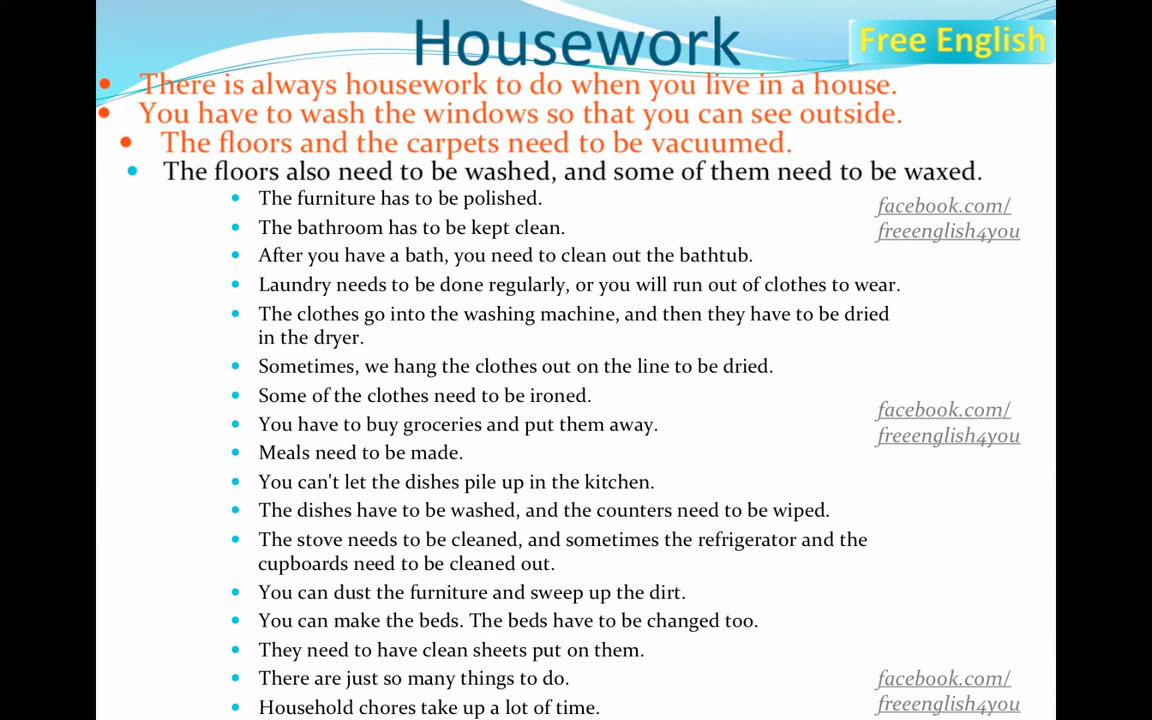 Housework
Free English
• There is always housework to do when you live in a house.
• You have to wash the windows so that you can see outside.
• The floors and the carpets need to be vacuumed.
• The floors also need to be washed, and some of them need to be waxed.
• The furniture has to be polished.
facebook.com/
freeenglish4you
• The bathroom has to be kept clean.
• After you have a bath, you need to clean out the bathtub.
• Laundry needs to be done regularly, or you will run out of clothes to wear.
• The clothes go into the washing machine, and then they have to be dried
in the dryer.
• Sometimes, we hang the clothes out on the line to be dried.
• Some of the clothes need to be ironed.
facebook.com/
freeenglish4you
• You have to buy groceries and put them away.
• Meals need to be made.
• You can't let the dishes pile up in the kitchen.
• The dishes have to be washed, and the counters need to be wiped.
• The stove needs to be cleaned, and sometimes the refrigerator and the
cupboards need to be cleaned out.
• You can dust the furniture and sweep up the dirt.
• You can make the beds. The beds have to be changed too.
• They need to have clean sheets put on them.
• There are just so many things to do.
facebook.com/
freeenglish4you
• Household chores take up a lot of time.